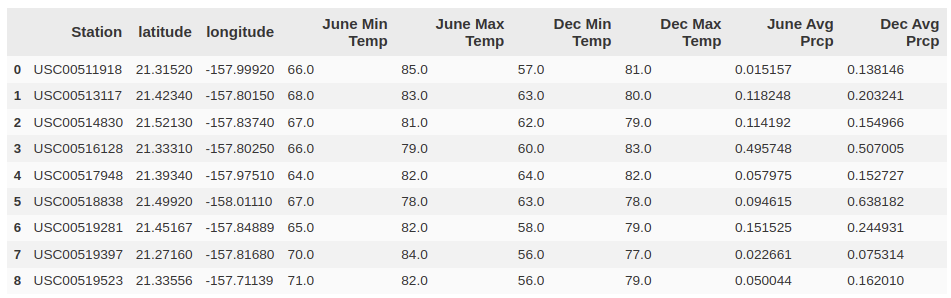 Station latitude longitude June Min Temp June Max Temp Dec Min Temp Dec Max Temp June Avg Prcp Dec Avg Prcp
0 USC00511918 21.31520 -157.99920 66.0 85.0 57.0 81.0 0.015157 0.138146
1 USC00513117 21.42340 -157.80150 68.0 83.0 63.0 80.0 0.118248 0.203241
2 USC00514830 21.52130 -157.83740 67.0 81.0 62.0 79.0 0.114192 0.154966
3 USC00516128 21.33310 -157.80250 66.0 79.0 60.0 83.0 0.495748 0.507005
4 USC00517948 21.39340 -157.97510 64.0 82.0 64.0 82.0 0.057975 0.152727
5 USC00518838 21.49920 -158.01110 67.0 78.0 63.0 78.0 0.094615 0.638182
6 USC00519281 21.45167 -157.84889 65.0 82.0 58.0 79.0 0.151525 0.244931
7 USC00519397 21.27160 -157.81680 70.0 84.0 56.0 77.0 0.022661 0.075314
8 USC00519523 21.33556 -157.71139 71.0 82.0 56.0 79.0 0.050044 0.162010